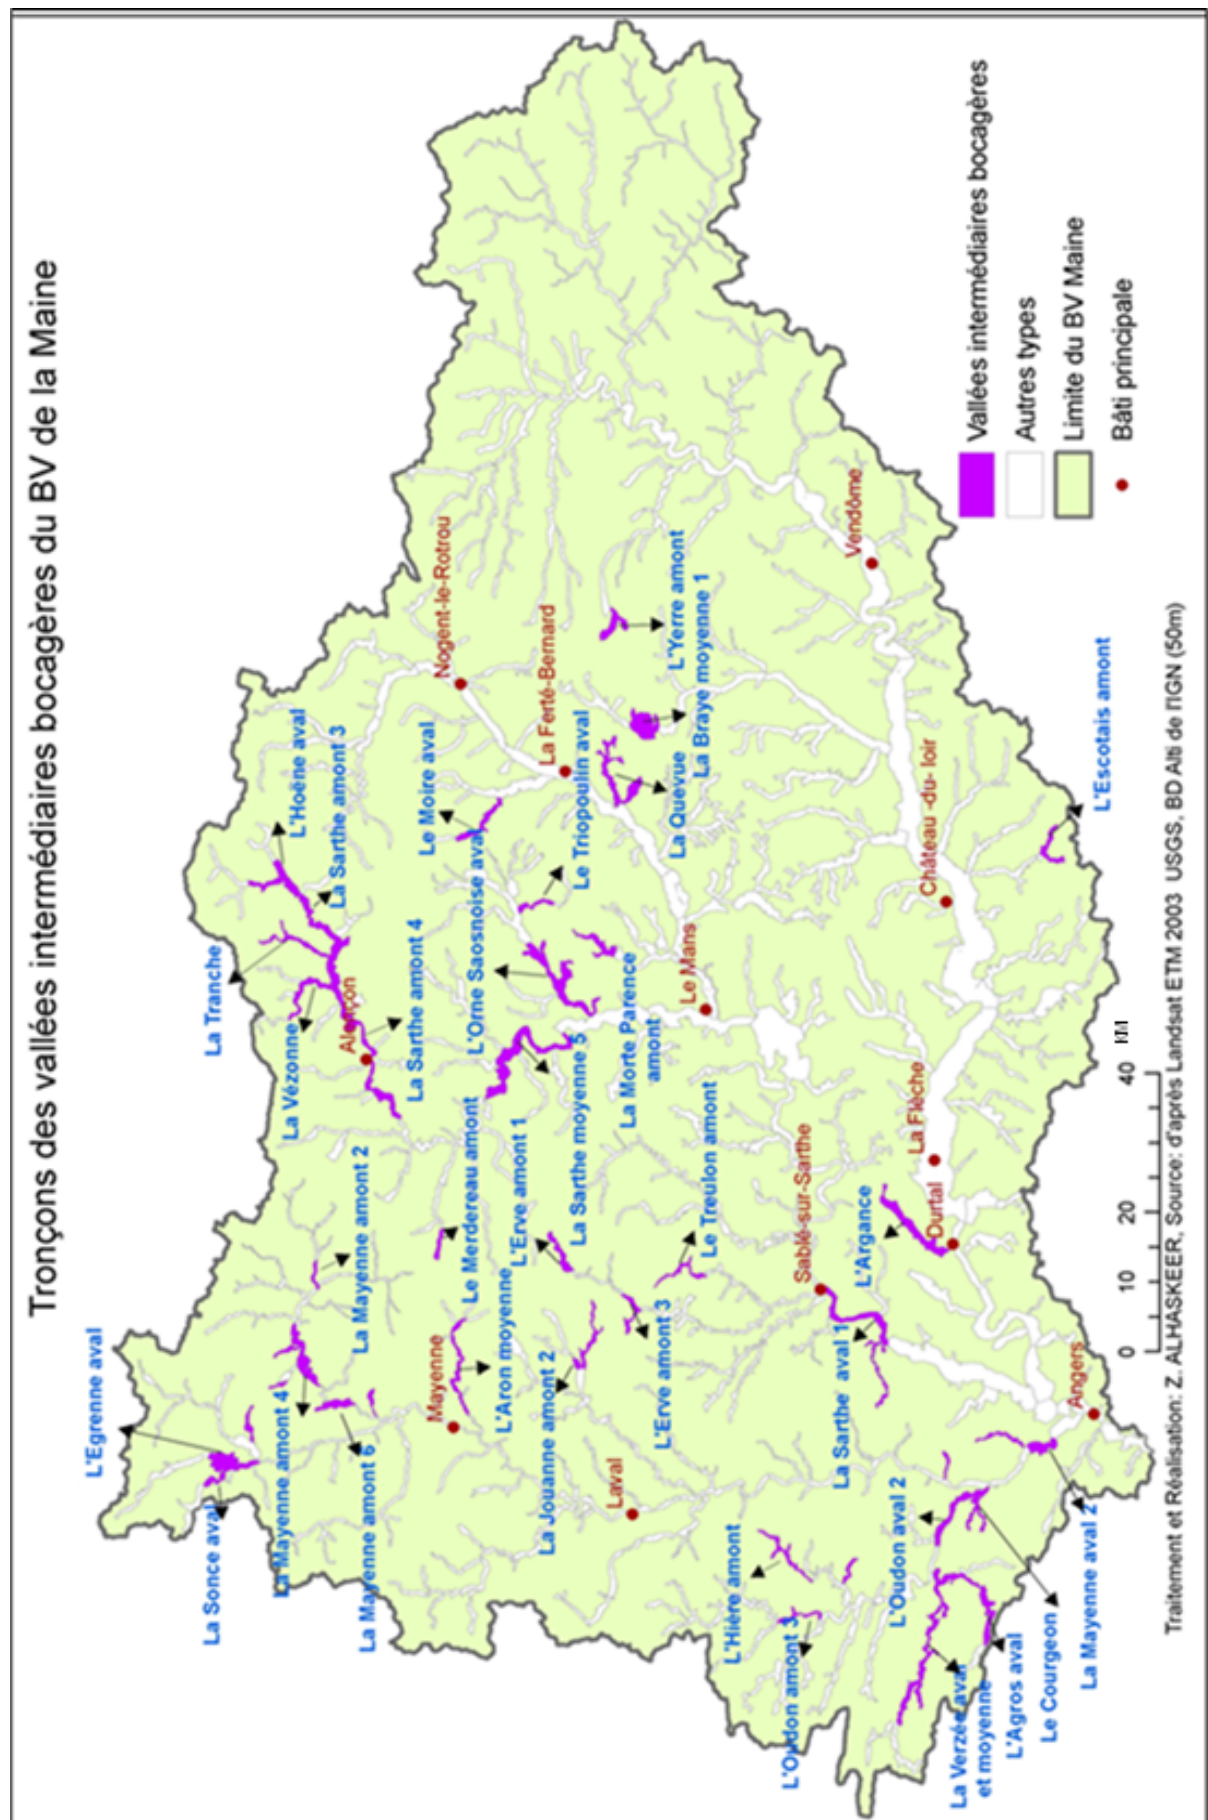 Tronçons des vallées intermédiaires bocagères du BV de la Maine
L'Egrenne aval
La Sonce aval
La Mayenne amont 4
La Mayenne amont 6
La Mayenne amont 2
La Tranche
La Vézonne
Alençon
L'Hoëne aval
La Sarthe amont 3
La Sarthe amont 4
Nogent-le-Rotrou
Le Moire aval
La Ferté-Bernard
L'Orne Saosnoise aval
Le Triopoulin aval
Mayenne
Le Merdereau amont
L'Aron moyenne
L'Erve amont 1
La Jouanne amont 2
La Sarthe moyenne 5
La Morte Parence
amont
Laval
L'Erve amont 3
Le Treulon amont
Le Mans
La Quevue
La Braye moyenne 1
L'Yerre amont
L'Hière amont
L'Oudon amont 3
Sablé-sur-Sarthe
La Sarthe aval 1
L'Argance
L'Oudon aval 2
La Flèche
Durtal
Château -du- loir
Vendôme
La Verzée aval
et moyenne
L'Agros aval
Le Courgeon
La Mayenne aval 2
Angers
L'Escotais amont
Vallées intermédiaires bocagères
Autres types
Limite du BV Maine
Bâti principale
0 10 20 40
KM
Traitement et Réalisation: Z. ALHASKEER, Source: d'après Landsat ETM 2003 USGS, BD Alti de l'IGN (50m)